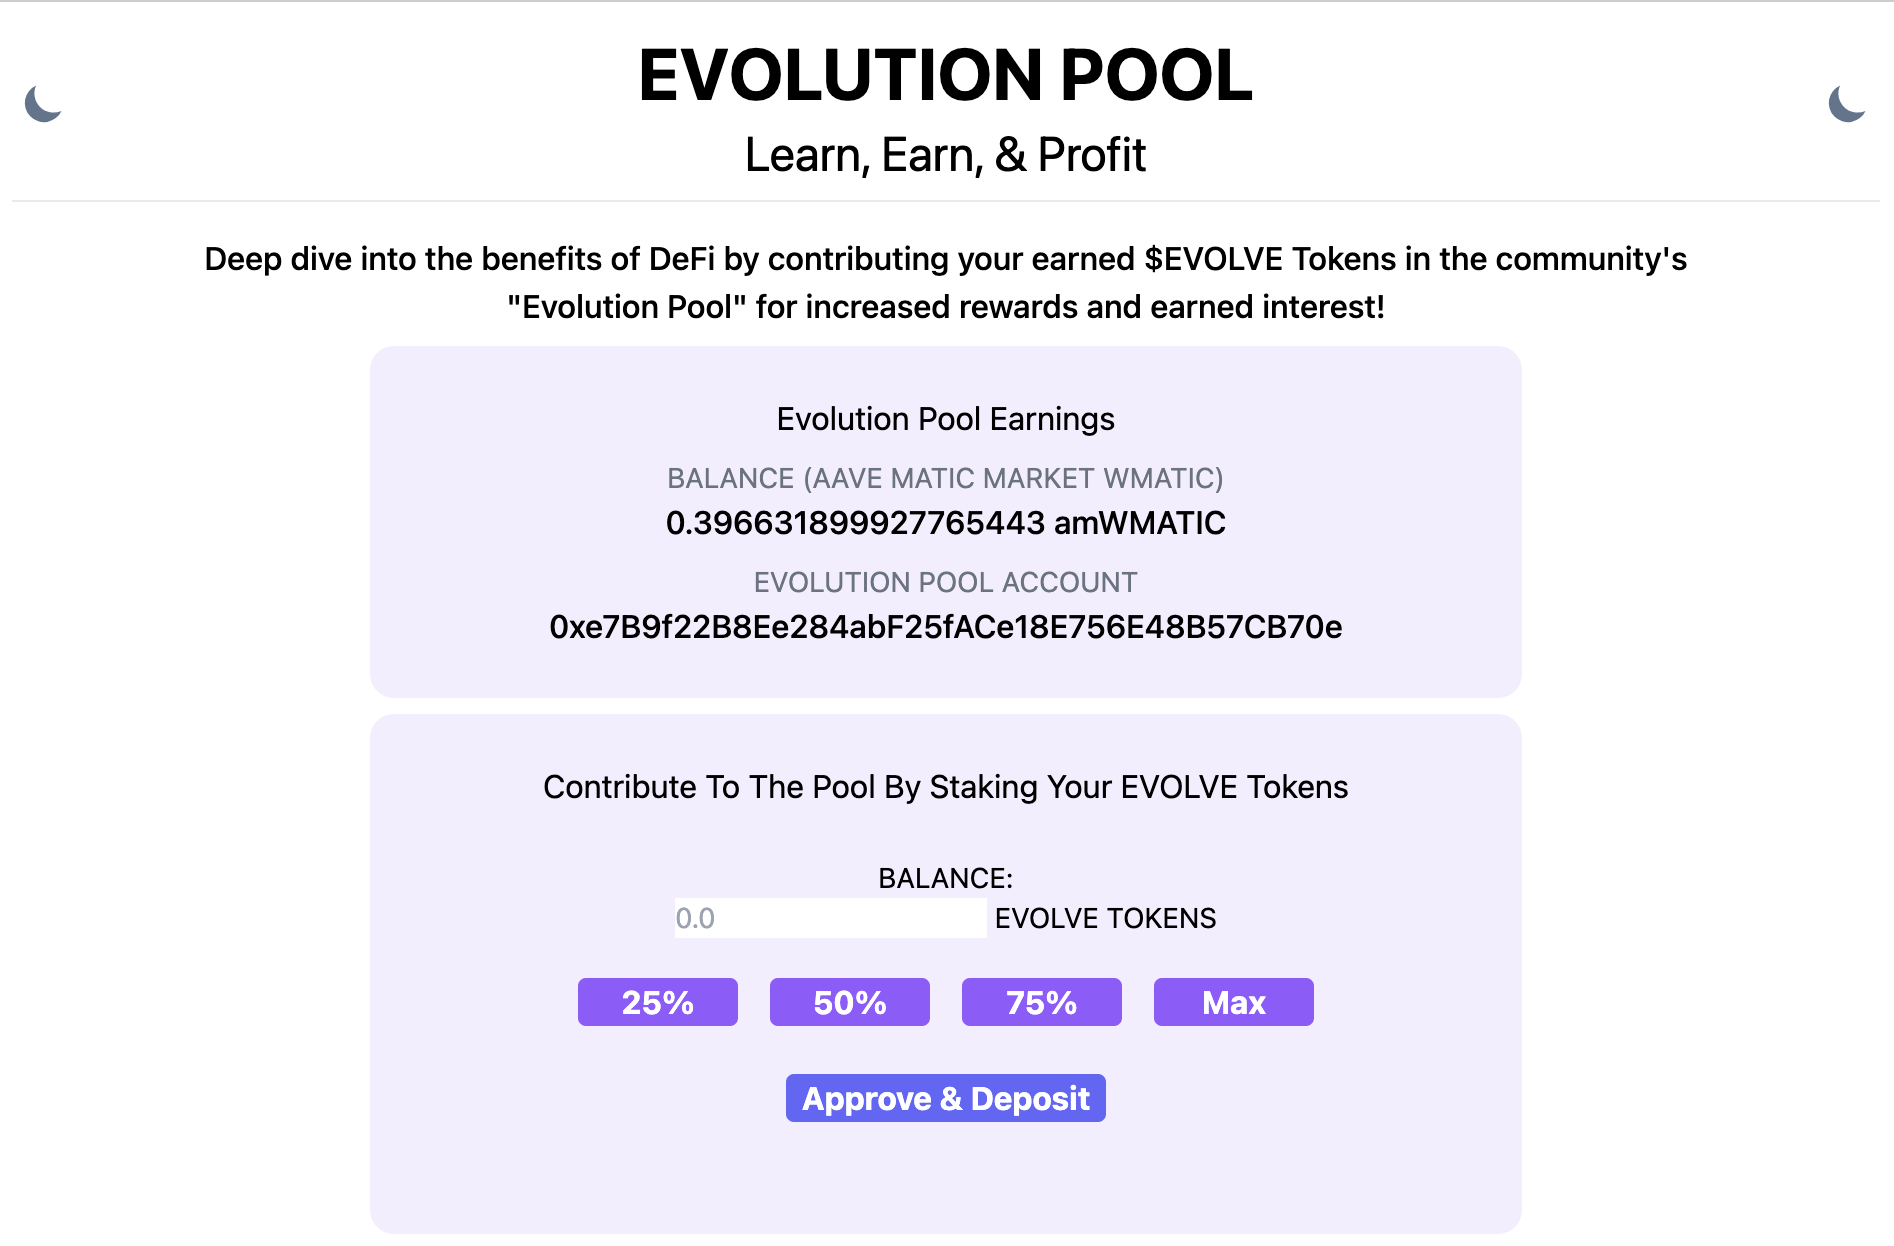 EVOLUTION POOL
Learn, Earn, & Profit
Deep dive into the benefits of DeFi by contributing your earned $EVOLVE Tokens in the community's
"Evolution Pool" for increased rewards and earned interest!
Evolution Pool Earnings
BALANCE (AAVE MATIC MARKET WMATIC)
0.396631899927765443 amWMATIC
EVOLUTION POOL ACCOUNT
0xe7B9f22B8Ee284abF25fACe18E756E48B57CB70e
Contribute To The Pool By Staking Your EVOLVE Tokens
BALANCE:
0.0 EVOLVE TOKENS
25% 50% 75% Max
Approve & Deposit